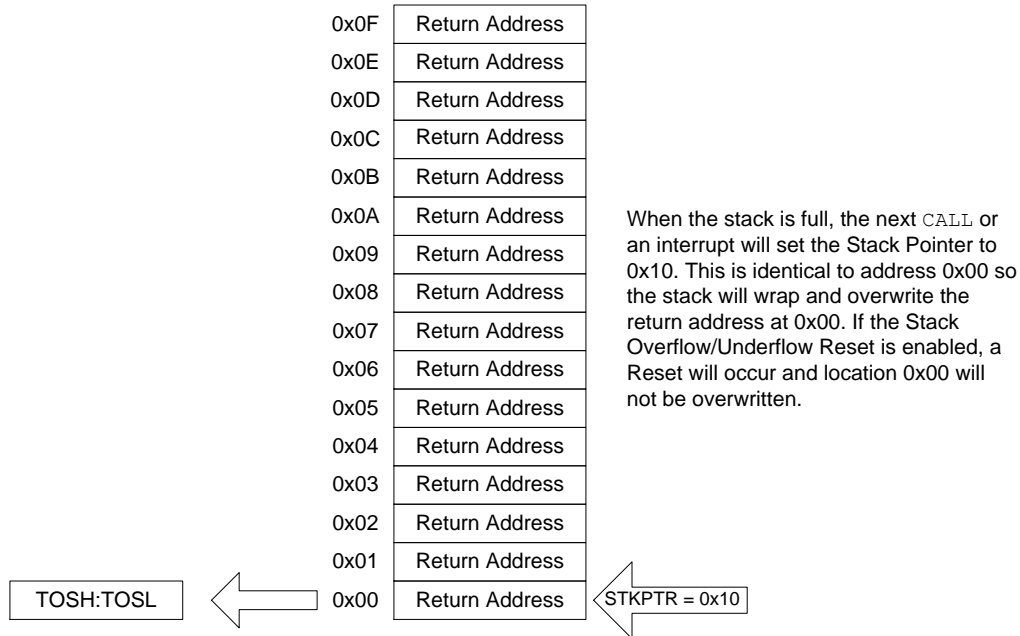 0x0F Return Address
0x0E Return Address
0x0D Return Address
0x0C Return Address
0x0B Return Address
0x0A Return Address
0x09 Return Address
0x08 Return Address
0x07 Return Address
0x06 Return Address
0x05 Return Address
0x04 Return Address
0x03 Return Address
0x02 Return Address
0x01 Return Address
TOSH:TOSL 0x00 Return Address STKPTR = 0x10
When the stack is full, the next CALL or
an interrupt will set the Stack Pointer to
0x10. This is identical to address 0x00 so
the stack will wrap and overwrite the
return address at 0x00. If the Stack
Overflow/Underflow Reset is enabled, a
Reset will occur and location 0x00 will
not be overwritten.